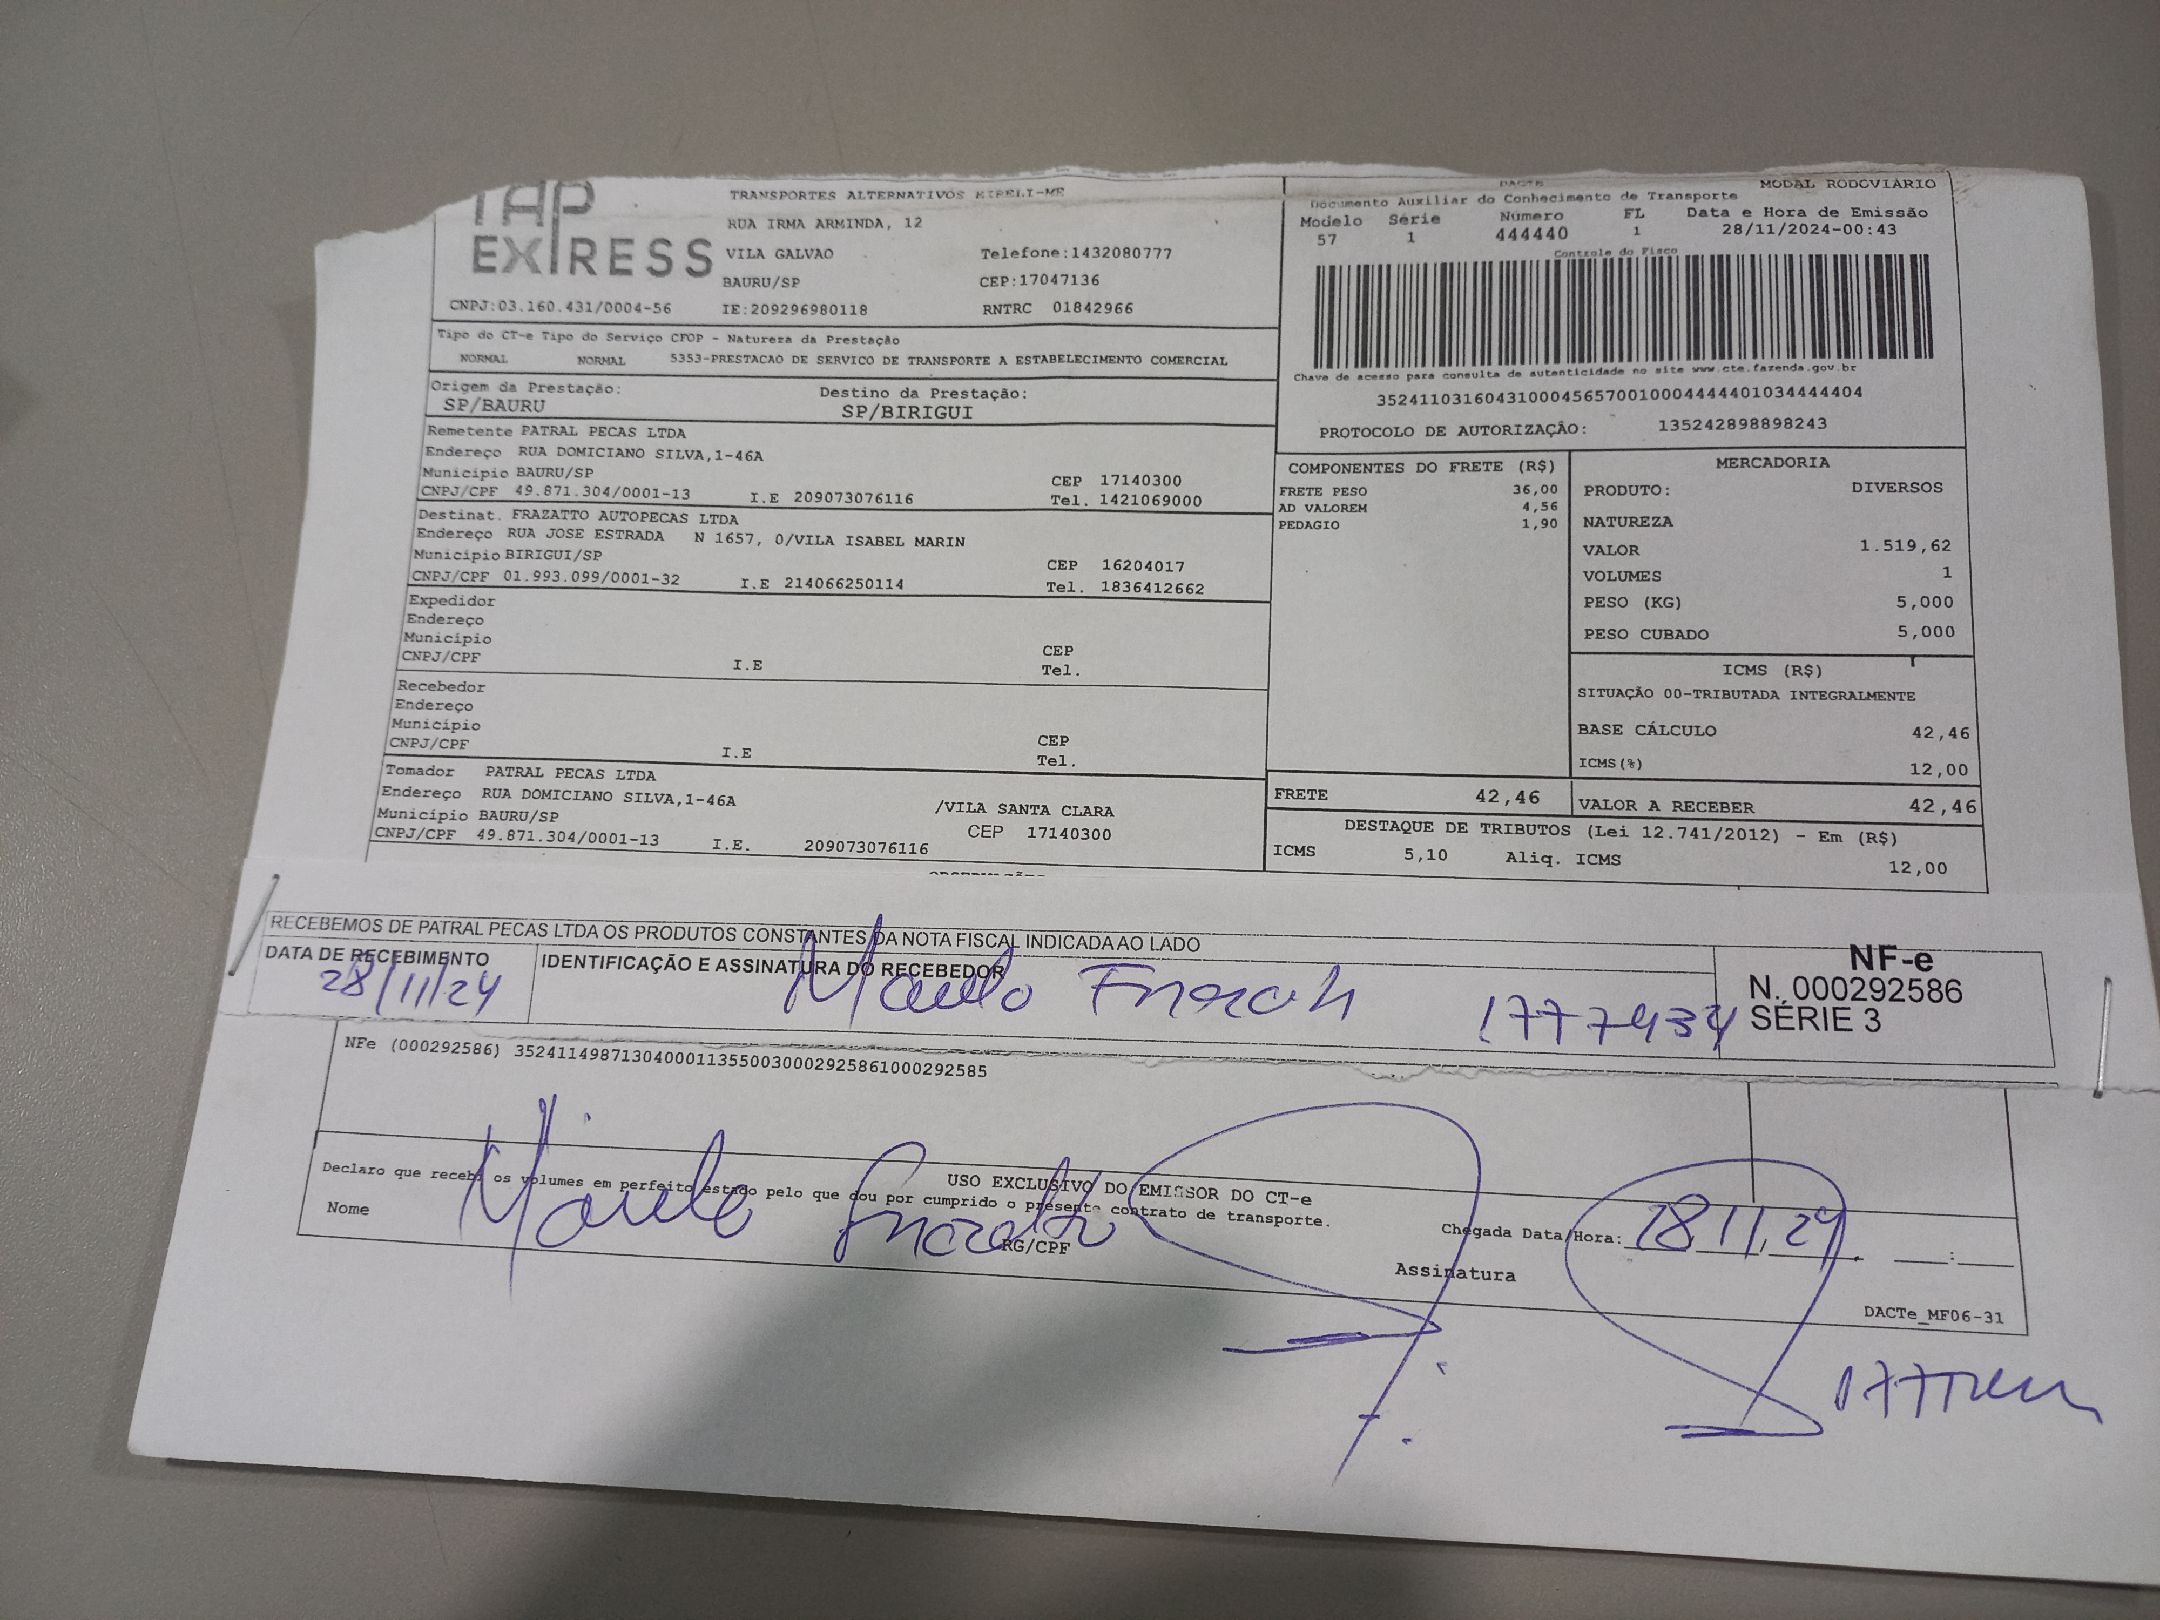 TAP
EXPRESS
TRANSPORTES ALTERNATIVOS EIRELI-ME
RUA IRMA ARMINDA, 12
VILA GALVAO Telefone:1432080777
BAURU/SP CEP:17047136
CNPJ:03.160.431/0004-56 IE:209296980118 RNTRC 01842966
DACTE MODAL RODOVIÁRIO
Documento Auxiliar do Conhecimento de Transporte
Modelo Série Número FL Data e Hora de Emissão
57 1 444440 1 28/11/2024-00:43
Controle do Fisco
Chave de acesso para consulta de autenticidade no site www.cte.fazenda.gov.br
35241103160431000456570010004444401034444404
PROTOCOLO DE AUTORIZAÇÃO: 135242898898243
Tipo do CT-e Tipo do Serviço CFOP - Natureza da Prestação
NORMAL NORMAL 5353-PRESTACAO DE SERVICO DE TRANSPORTE A ESTABELECIMENTO COMERCIAL
Origem da Prestação: Destino da Prestação:
SP/BAURU SP/BIRIGUI
Remetente PATRAL PECAS LTDA
Endereço RUA DOMICIANO SILVA,1-46A
Município BAURU/SP CEP 17140300
CNPJ/CPF 49.871.304/0001-13 I.E 209073076116 Tel. 1421069000
Destinat. FRAZATTO AUTOPECAS LTDA
Endereço RUA JOSE ESTRADA N 1657, 0/VILA ISABEL MARIN
Município BIRIGUI/SP CEP 16204017
CNPJ/CPF 01.993.099/0001-32 I.E 214066250114 Tel. 1836412662
Expedidor
Endereço
Município CEP
CNPJ/CPF I.E Tel.
Recebedor
Endereço
Município CEP
CNPJ/CPF I.E Tel.
Tomador PATRAL PECAS LTDA
Endereço RUA DOMICIANO SILVA,1-46A /VILA SANTA CLARA
Município BAURU/SP CEP 17140300
CNPJ/CPF 49.871.304/0001-13 I.E. 209073076116
COMPONENTES DO FRETE (R$)
FRETE PESO 36,00
AD VALOREM 4,56
PEDAGIO 1,90
FRETE 42,46
MERCADORIA
PRODUTO: DIVERSOS
NATUREZA
VALOR 1.519,62
VOLUMES 1
PESO (KG) 5,000
PESO CUBADO 5,000
ICMS (R$)
SITUAÇÃO 00-TRIBUTADA INTEGRALMENTE
BASE CÁLCULO 42,46
ICMS(%) 12,00
VALOR A RECEBER 42,46
DESTAQUE DE TRIBUTOS (Lei 12.741/2012) - Em (R$)
ICMS 5,10 Aliq. ICMS 12,00
RECEBEMOS DE PATRAL PECAS LTDA OS PRODUTOS CONSTANTES DA NOTA FISCAL INDICADA AO LADO
DATA DE RECEBIMENTO IDENTIFICAÇÃO E ASSINATURA DO RECEBEDOR
28/11/24
NF-e
N. 000292586
SÉRIE 3
NFe (000292586) 35241149871304000113550030002925861000292585
USO EXCLUSIVO DO EMISSOR DO CT-e
Declaro que recebi os volumes em perfeito estado pelo que dou por cumprido o presente contrato de transporte.
Nome RG/CPF Assinatura Chegada Data/Hora: 28/11/24 :
DACTe_MF06-31